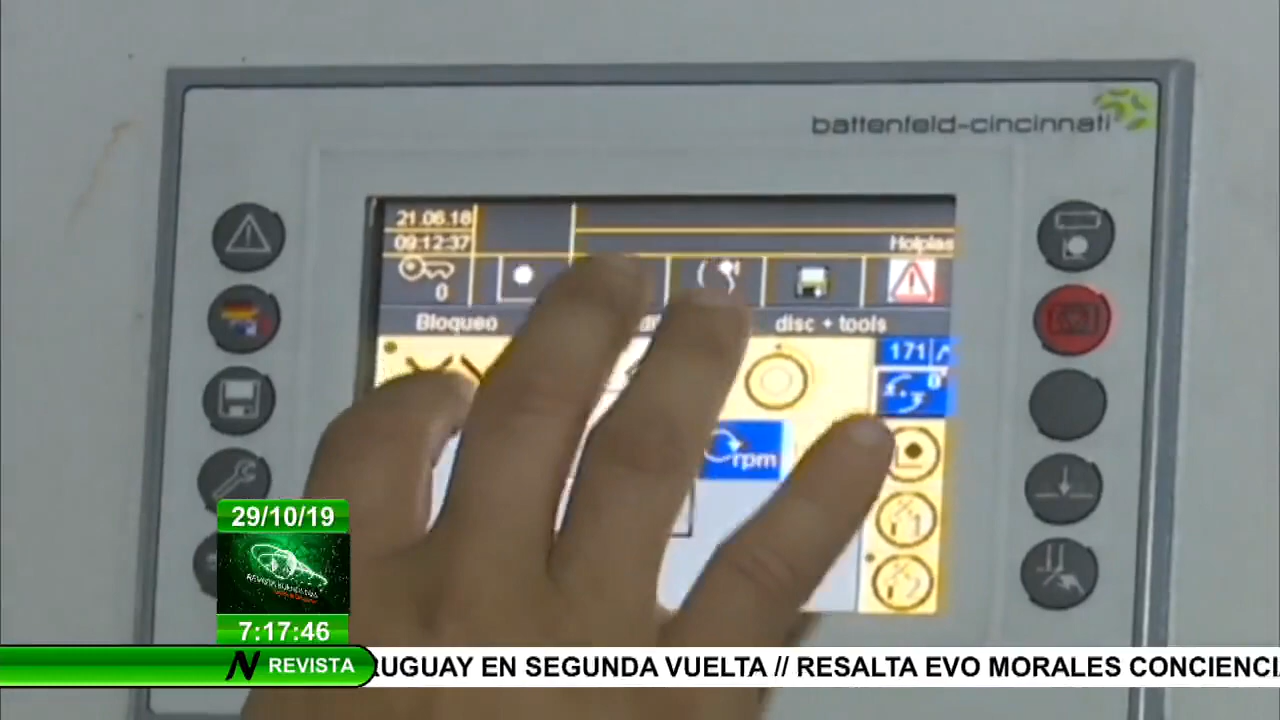 battenfeld-cincinnati
21.06.18
09:12:37
Holplas
0
Bloqueo
disc + tools
171
0
rpm
29/10/19
7:17:46
N REVISTA
RUGUAY EN SEGUNDA VUELTA // RESALTA EVO MORALES CONCIENCI